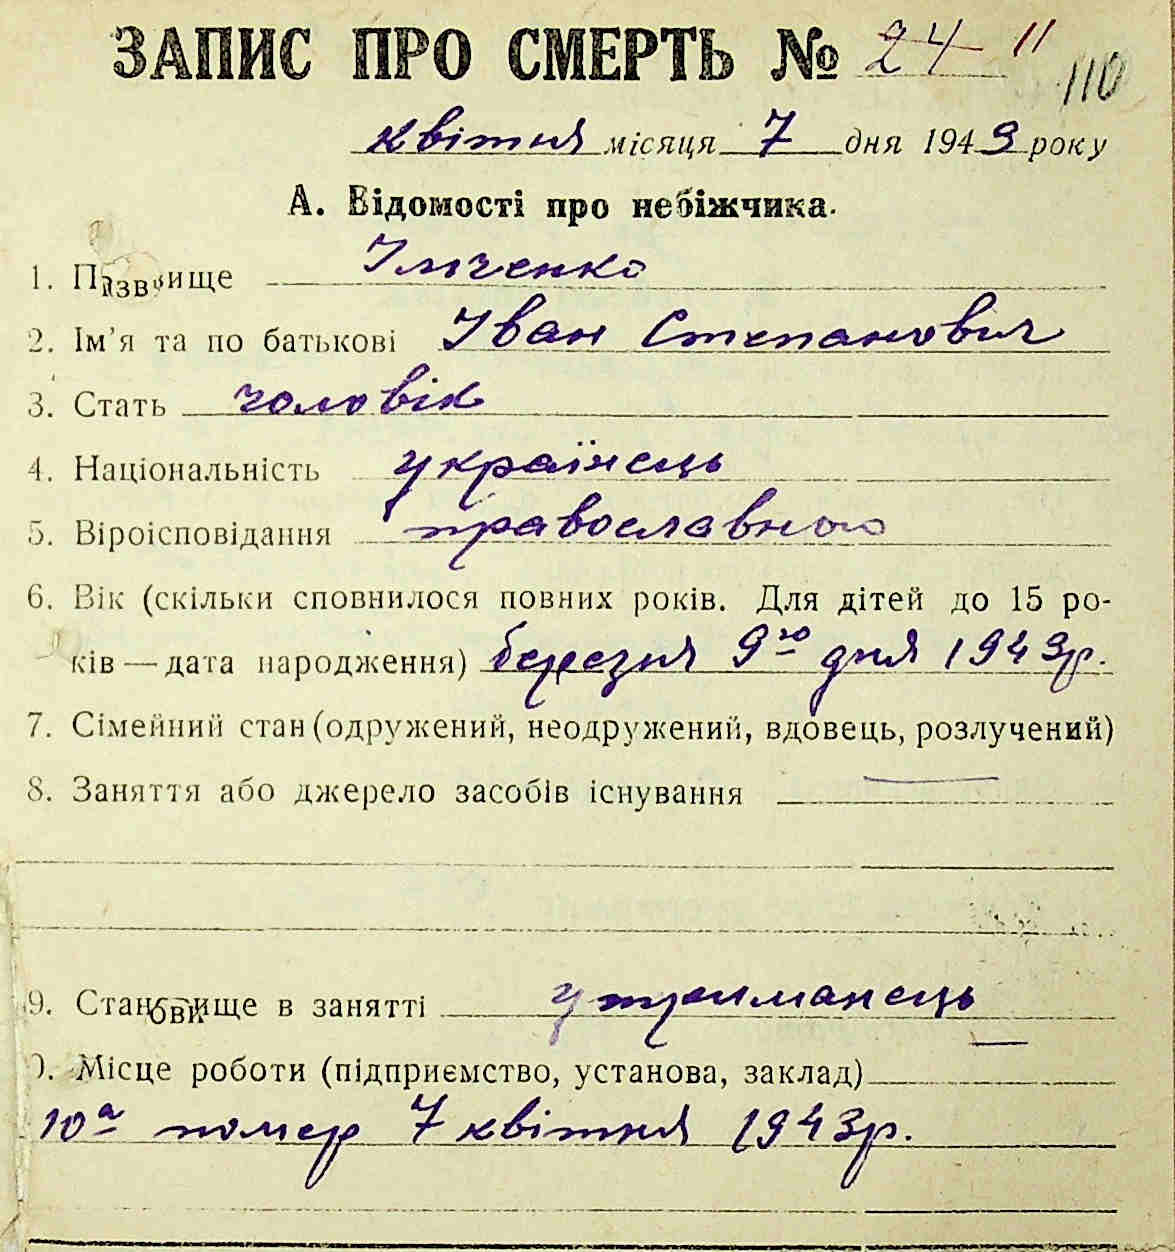 ЗАПИС ПРО СМЕРТЬ № 24 11
110
квітня місяця 7 дня 1943 року
А. Відомості про небіжчика.
1. Прізвище Ільченко
2. Ім'я та по батькові Іван Степанович
3. Стать чоловік
4. Національність українець
5. Віроісповідання православного
6. Вік (скільки сповнилося повних років. Для дітей до 15 ро-
ків — дата народження) березня 9го дня 1943р.
7. Сімейний стан (одружений, неодружений, вдовець, розлучений)
8. Заняття або джерело засобів існування —
9. Становище в занятті утриманець
0. Місце роботи (підприємство, установа, заклад) —
10а помер 7 квітня 1943р.